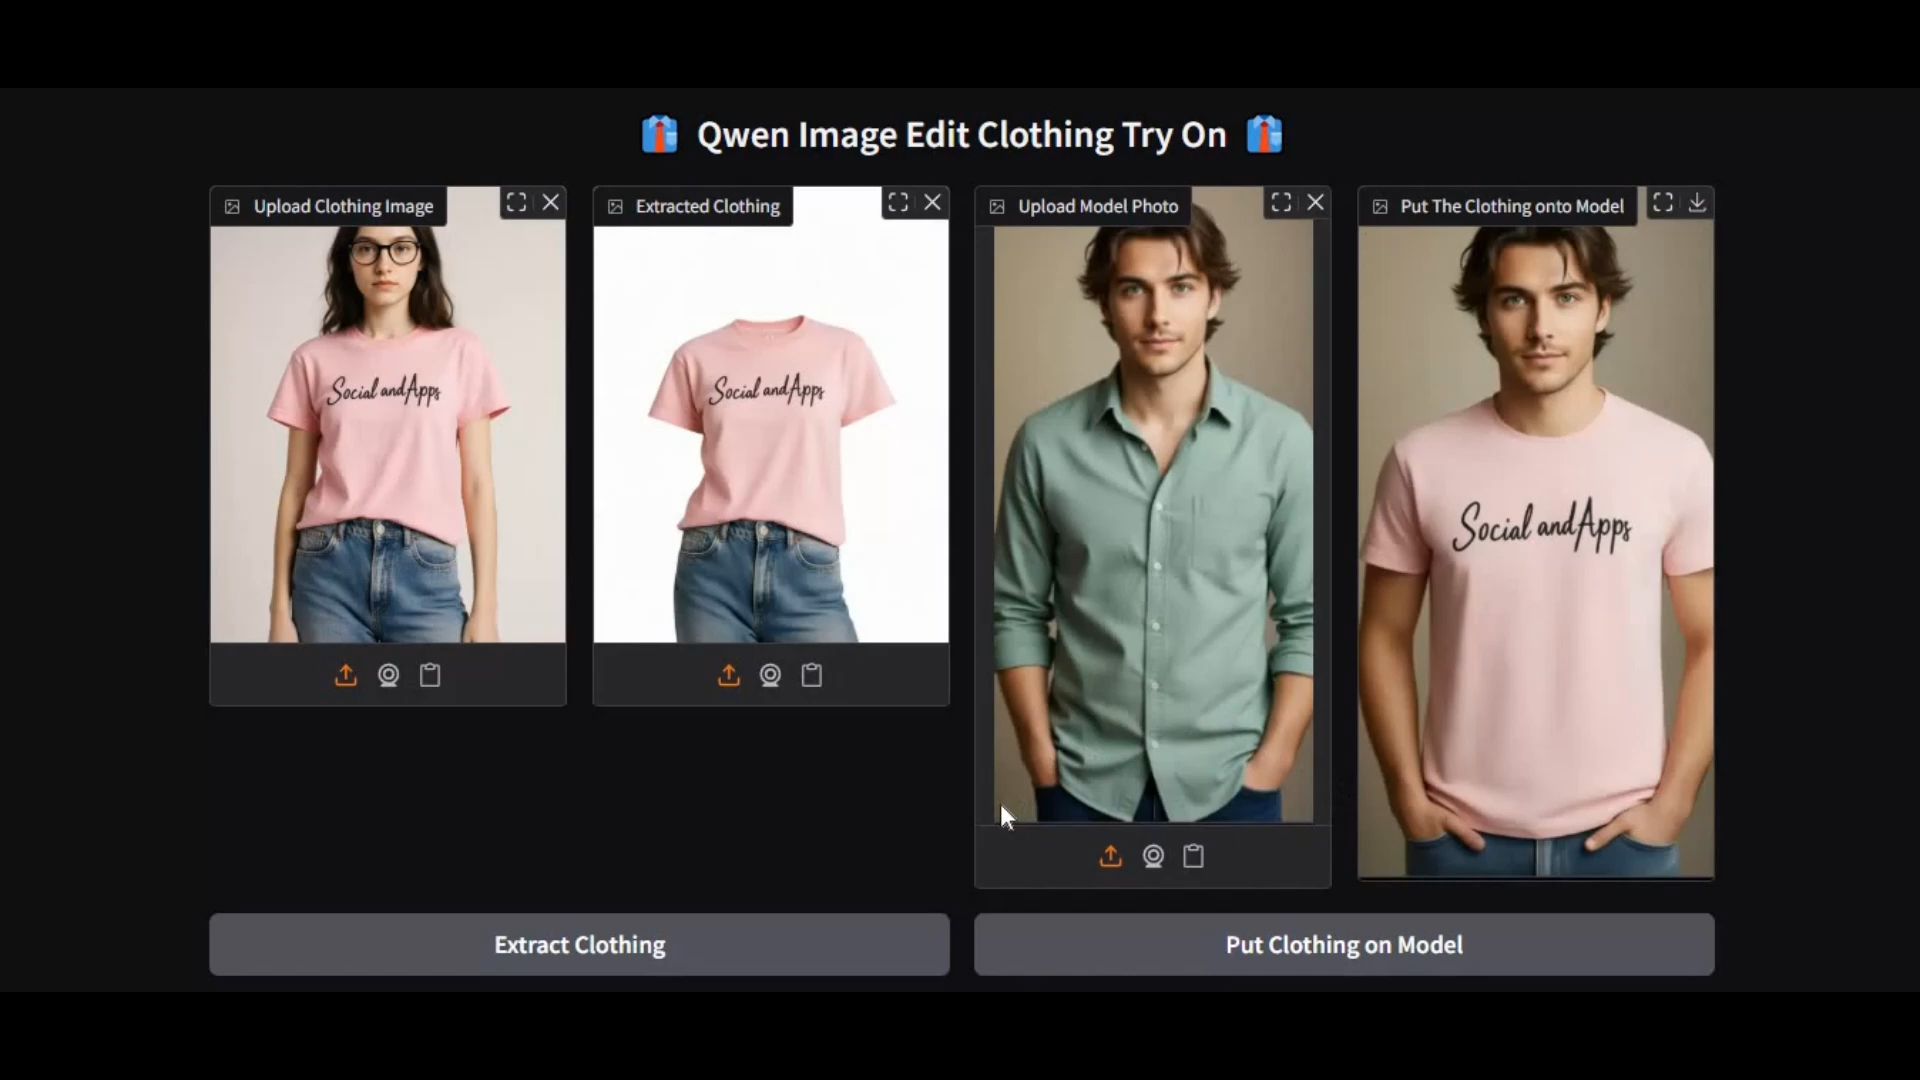 Qwen Image Edit Clothing Try On
Upload Clothing Image
Extracted Clothing
Upload Model Photo
Put The Clothing onto Model
Social and Apps
Social and Apps
Social and Apps
Extract Clothing
Put Clothing on Model